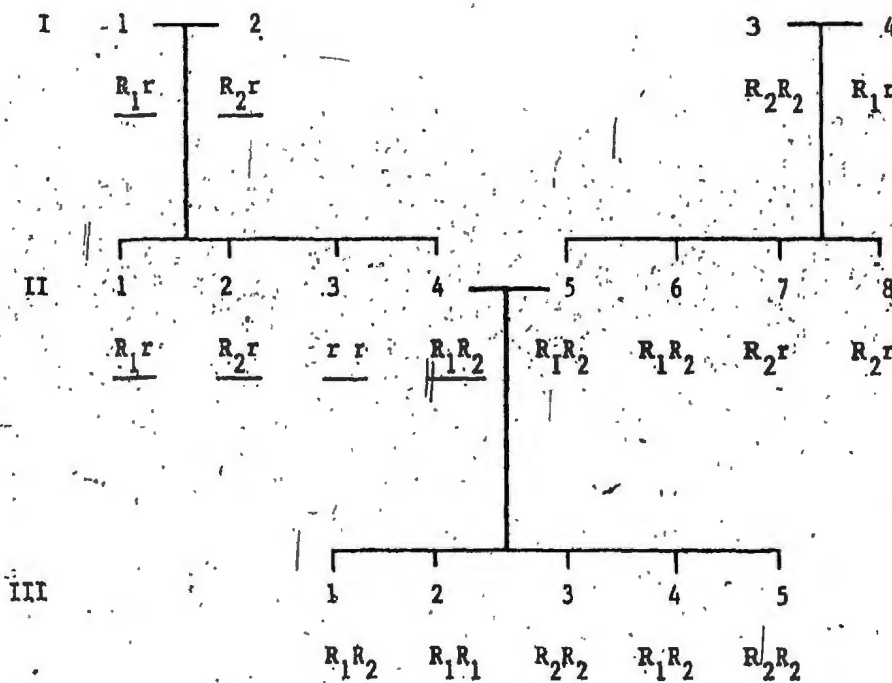 I 1 2 3 4
R₁r R₂r R₂R₂ R₁r
II 1 2 3 4 5 6 7 8
R₁r R₂r r r R₁R₂ R₁R₂ R₁R₂ R₂r R₂r
III 1 2 3 4 5
R₁R₂ R₁R₁ R₂R₂ R₁R₂ R₂R₂